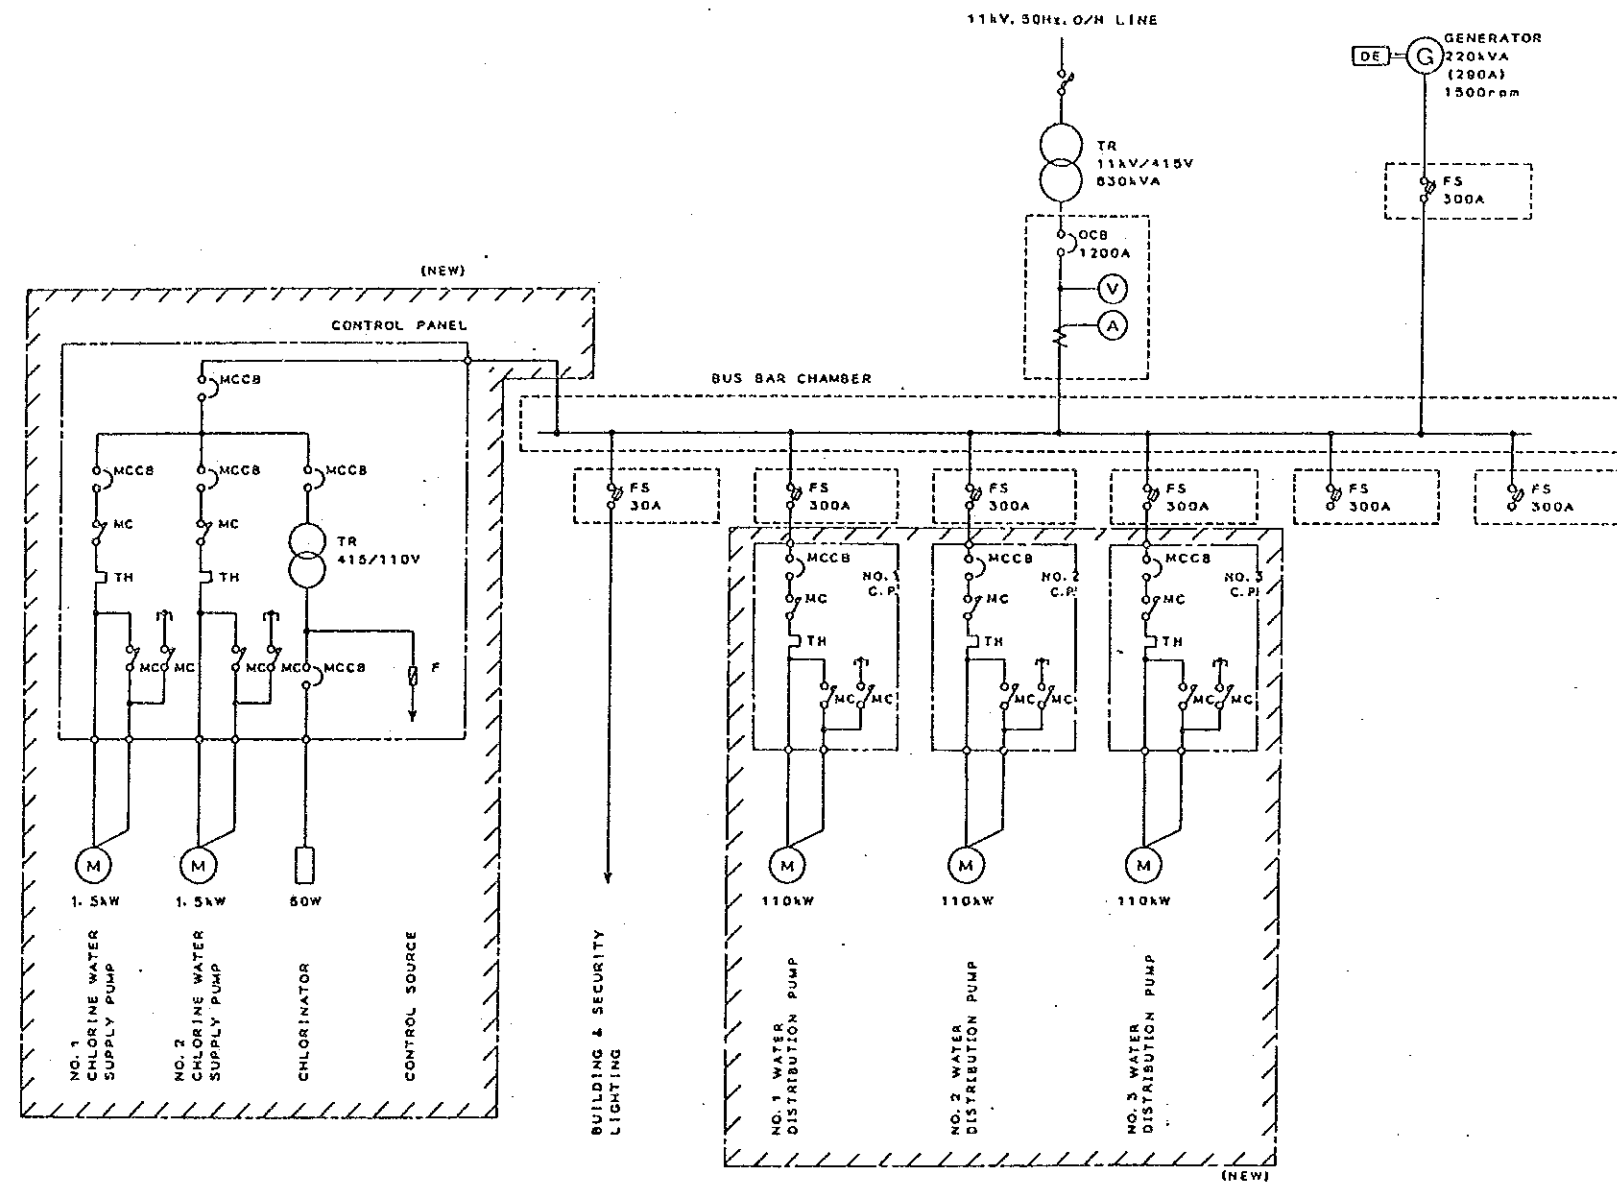 11kV, 50Hz, O/H LINE
DE
G
GENERATOR
220kVA
(290A)
1500rpm
TR
11kV/415V
630kVA
FS
300A
OCB
1200A
V
A
(NEW)
CONTROL PANEL
BUS BAR CHAMBER
MCCB
MCCB
MCCB
MCCB
MC
MC
TR
415/110V
TH
TH
MC
MC
MC
MC
MCCB
F
FS
30A
FS
300A
FS
300A
FS
300A
FS
300A
FS
300A
MCCB
NO. 1
C.P.
MC
TH
MC
MC
MCCB
NO. 2
C.P.
MC
TH
MC
MC
MCCB
NO. 3
C.P.
MC
TH
MC
MC
M
1.5kW
M
1.5kW
60W
M
110kW
M
110kW
M
110kW
NO. 1
CHLORINE WATER
SUPPLY PUMP
NO. 2
CHLORINE WATER
SUPPLY PUMP
CHLORINATOR
CONTROL SOURCE
BUILDING & SECURITY
LIGHTING
NO. 1 WATER
DISTRIBUTION PUMP
NO. 2 WATER
DISTRIBUTION PUMP
NO. 3 WATER
DISTRIBUTION PUMP
(NEW)